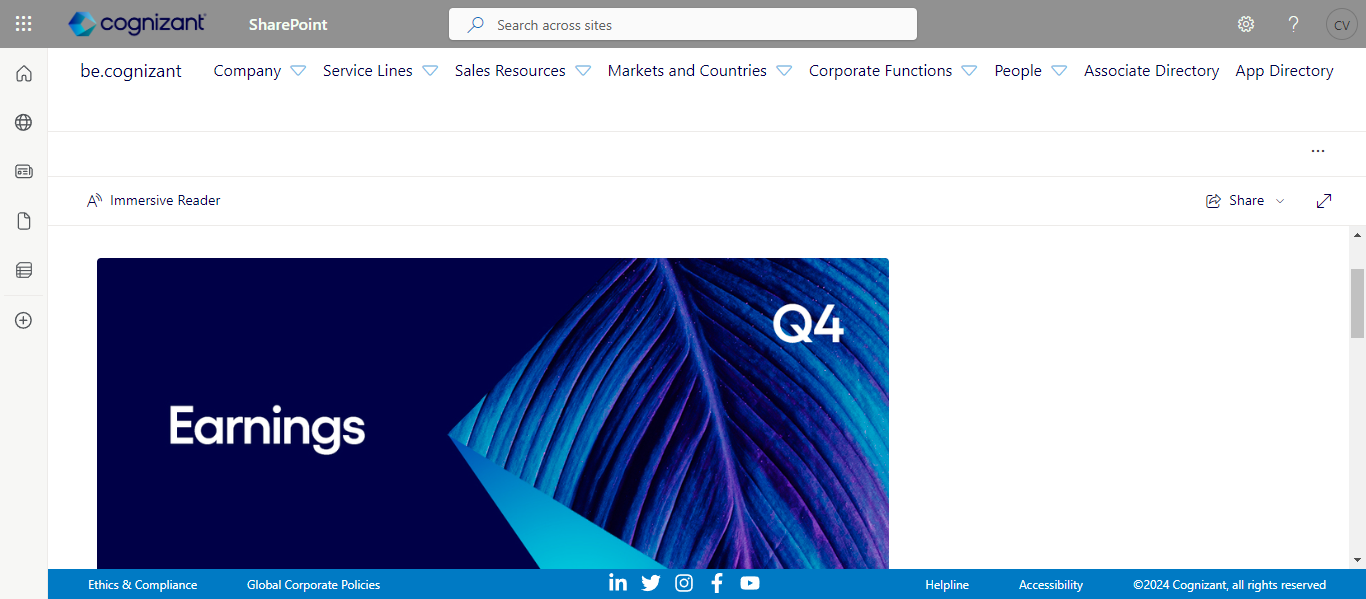 cognizant SharePoint Search across sites ? CV
be.cognizant Company Service Lines Sales Resources Markets and Countries Corporate Functions People Associate Directory App Directory
...
Immersive Reader Share
Q4
Earnings
Ethics & Compliance Global Corporate Policies Helpline Accessibility ©2024 Cognizant, all rights reserved